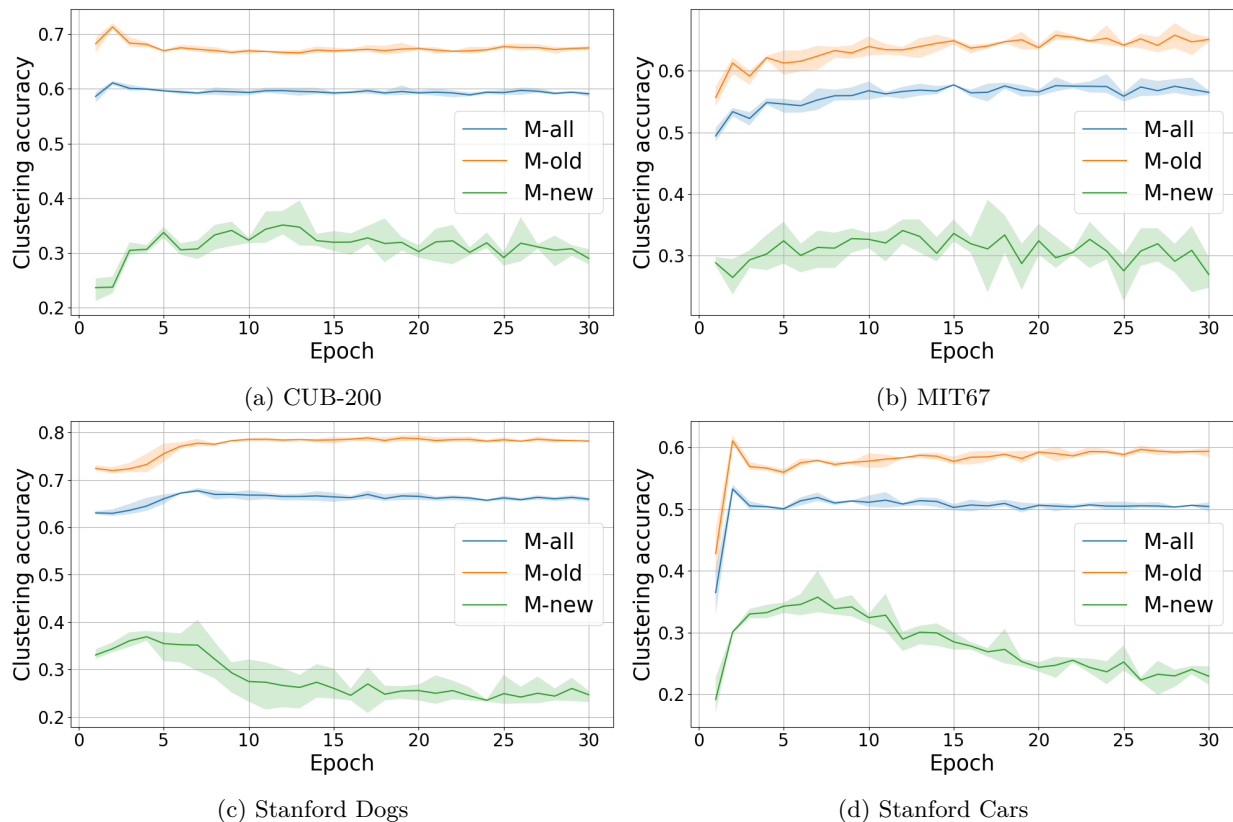 Clustering accuracy
0.7
0.6
0.5
0.4
0.3
0.2
M-all
M-old
M-new
0 5 10 15 20 25 30
Epoch
(a) CUB-200
Clustering accuracy
0.6
0.5
0.4
0.3
M-all
M-old
M-new
0 5 10 15 20 25 30
Epoch
(b) MIT67
Clustering accuracy
0.8
0.7
0.6
0.5
0.4
0.3
0.2
M-all
M-old
M-new
0 5 10 15 20 25 30
Epoch
(c) Stanford Dogs
Clustering accuracy
0.6
0.5
0.4
0.3
0.2
M-all
M-old
M-new
0 5 10 15 20 25 30
Epoch
(d) Stanford Cars